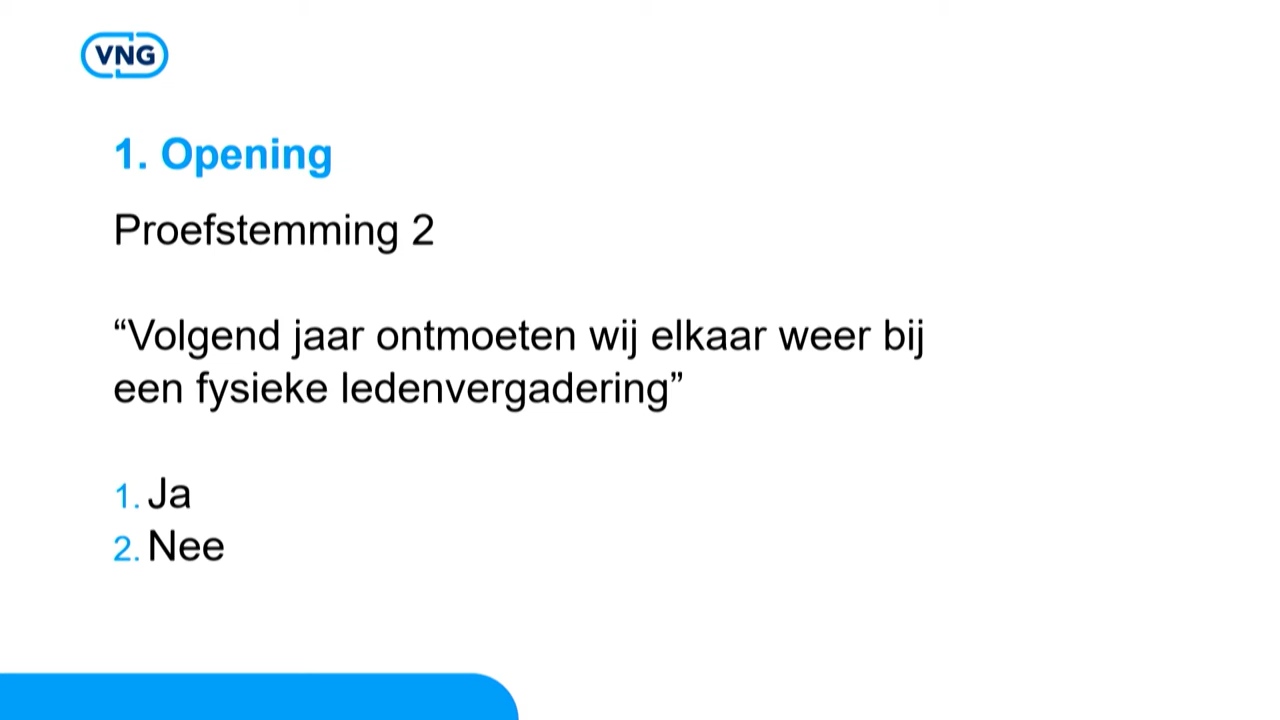 VNG
1. Opening
Proefstemming 2
“Volgend jaar ontmoeten wij elkaar weer bij
een fysieke ledenvergadering”
1. Ja
2. Nee